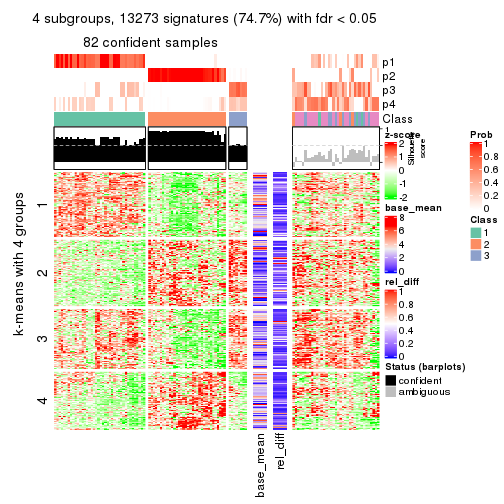 4 subgroups, 13273 signatures (74.7%) with fdr < 0.05
82 confident samples
p1
p2
p3
p4
Class
1
Silhouette
score
k-means with 4 groups
1
2
3
4
base_mean
rel_diff
z-score
2
1
0
-1
-2
base_mean
8
6
4
2
0
rel_diff
1
0.8
0.6
0.4
0.2
0
Status (barplots)
confident
ambiguous
Prob
1
0.8
0.6
0.4
0.2
0
Class
1
2
3